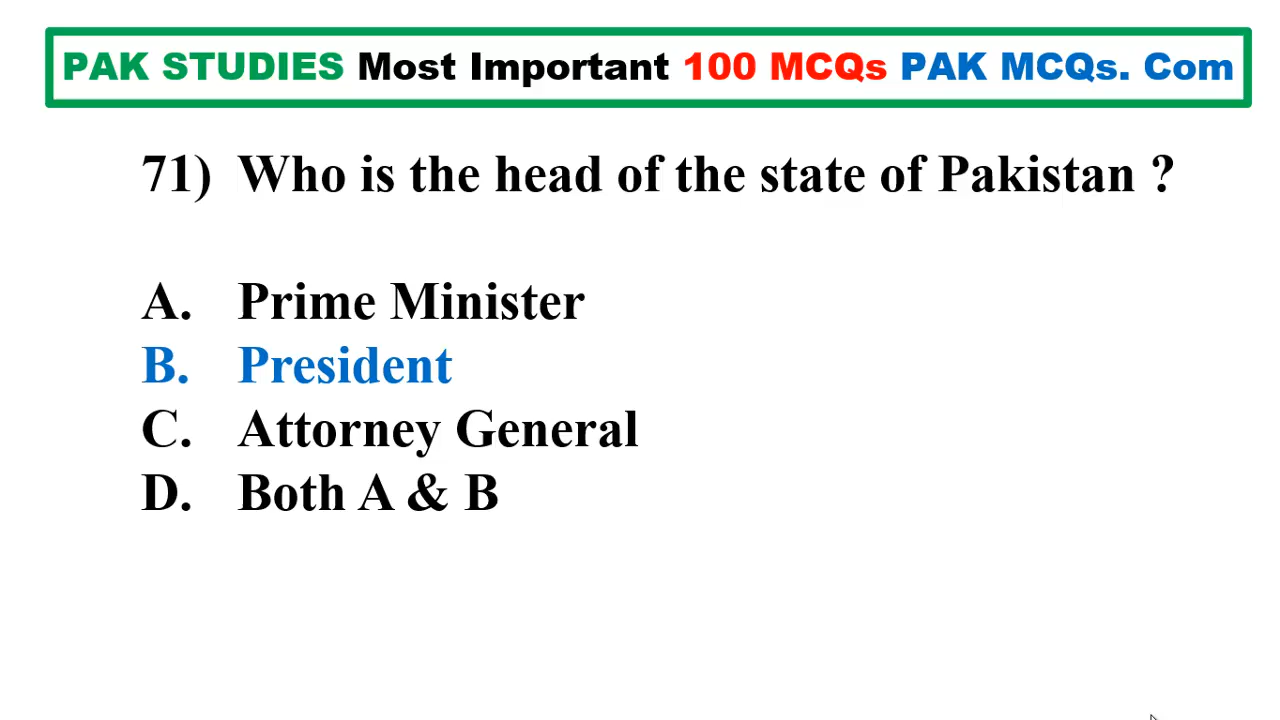 PAK STUDIES Most Important 100 MCQs PAK MCQs. Com
71) Who is the head of the state of Pakistan ?
A. Prime Minister
B. President
C. Attorney General
D. Both A & B